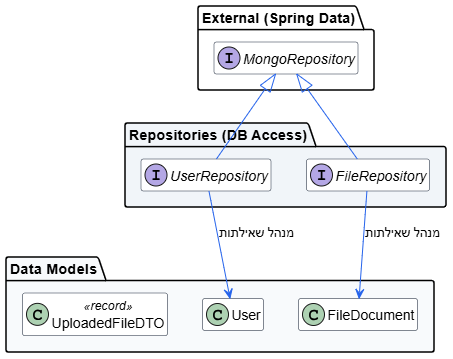 External (Spring Data)
I MongoRepository
Repositories (DB Access)
I UserRepository
I FileRepository
מנהל שאילתות
מנהל שאילתות
Data Models
C «record» UploadedFileDTO
C User
C FileDocument